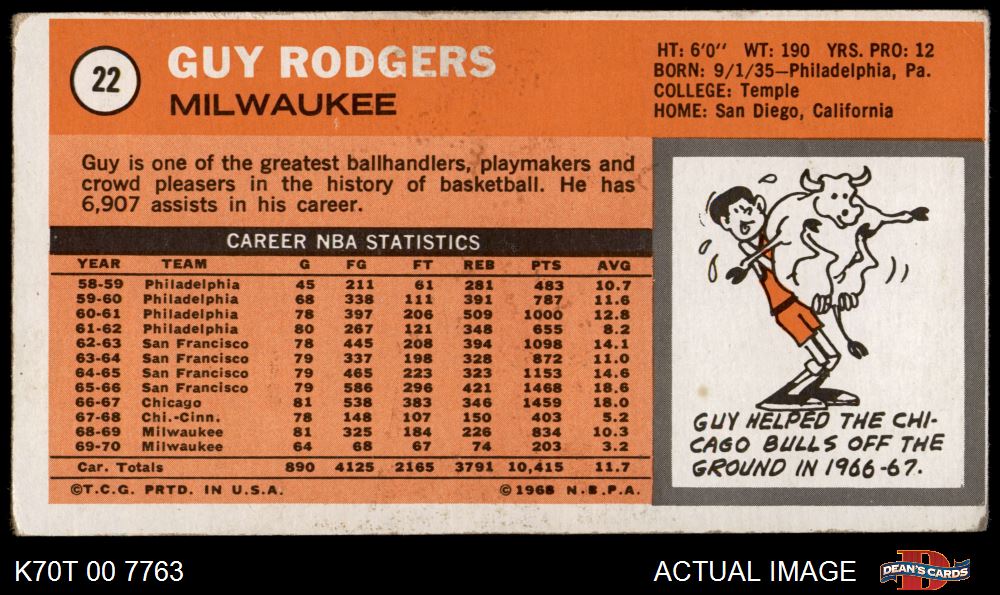 22
GUY RODGERS
MILWAUKEE
HT: 6'0" WT: 190 YRS. PRO: 12
BORN: 9/1/35—Philadelphia, Pa.
COLLEGE: Temple
HOME: San Diego, California
Guy is one of the greatest ballhandlers, playmakers and
crowd pleasers in the history of basketball. He has
6,907 assists in his career.
CAREER NBA STATISTICS
YEAR TEAM G FG FT REB PTS AVG
58-59 Philadelphia 45 211 61 281 483 10.7
59-60 Philadelphia 68 338 111 391 787 11.6
60-61 Philadelphia 78 397 206 509 1000 12.8
61-62 Philadelphia 80 267 121 348 655 8.2
62-63 San Francisco 78 445 208 394 1098 14.1
63-64 San Francisco 79 337 198 328 872 11.0
64-65 San Francisco 79 465 223 323 1153 14.6
65-66 San Francisco 79 586 296 421 1468 18.6
66-67 Chicago 81 538 383 346 1459 18.0
67-68 Chi.-Cinn. 78 148 107 150 403 5.2
68-69 Milwaukee 81 325 184 226 834 10.3
69-70 Milwaukee 64 68 67 74 203 3.2
Car. Totals 890 4125 2165 3791 10,415 11.7
©T.C.G. PRTD. IN U.S.A. ©1968 N.B.P.A.
GUY HELPED THE CHI-
CAGO BULLS OFF THE
GROUND IN 1966-67.
K70T 00 7763
ACTUAL IMAGE
D
DEAN'S CARDS